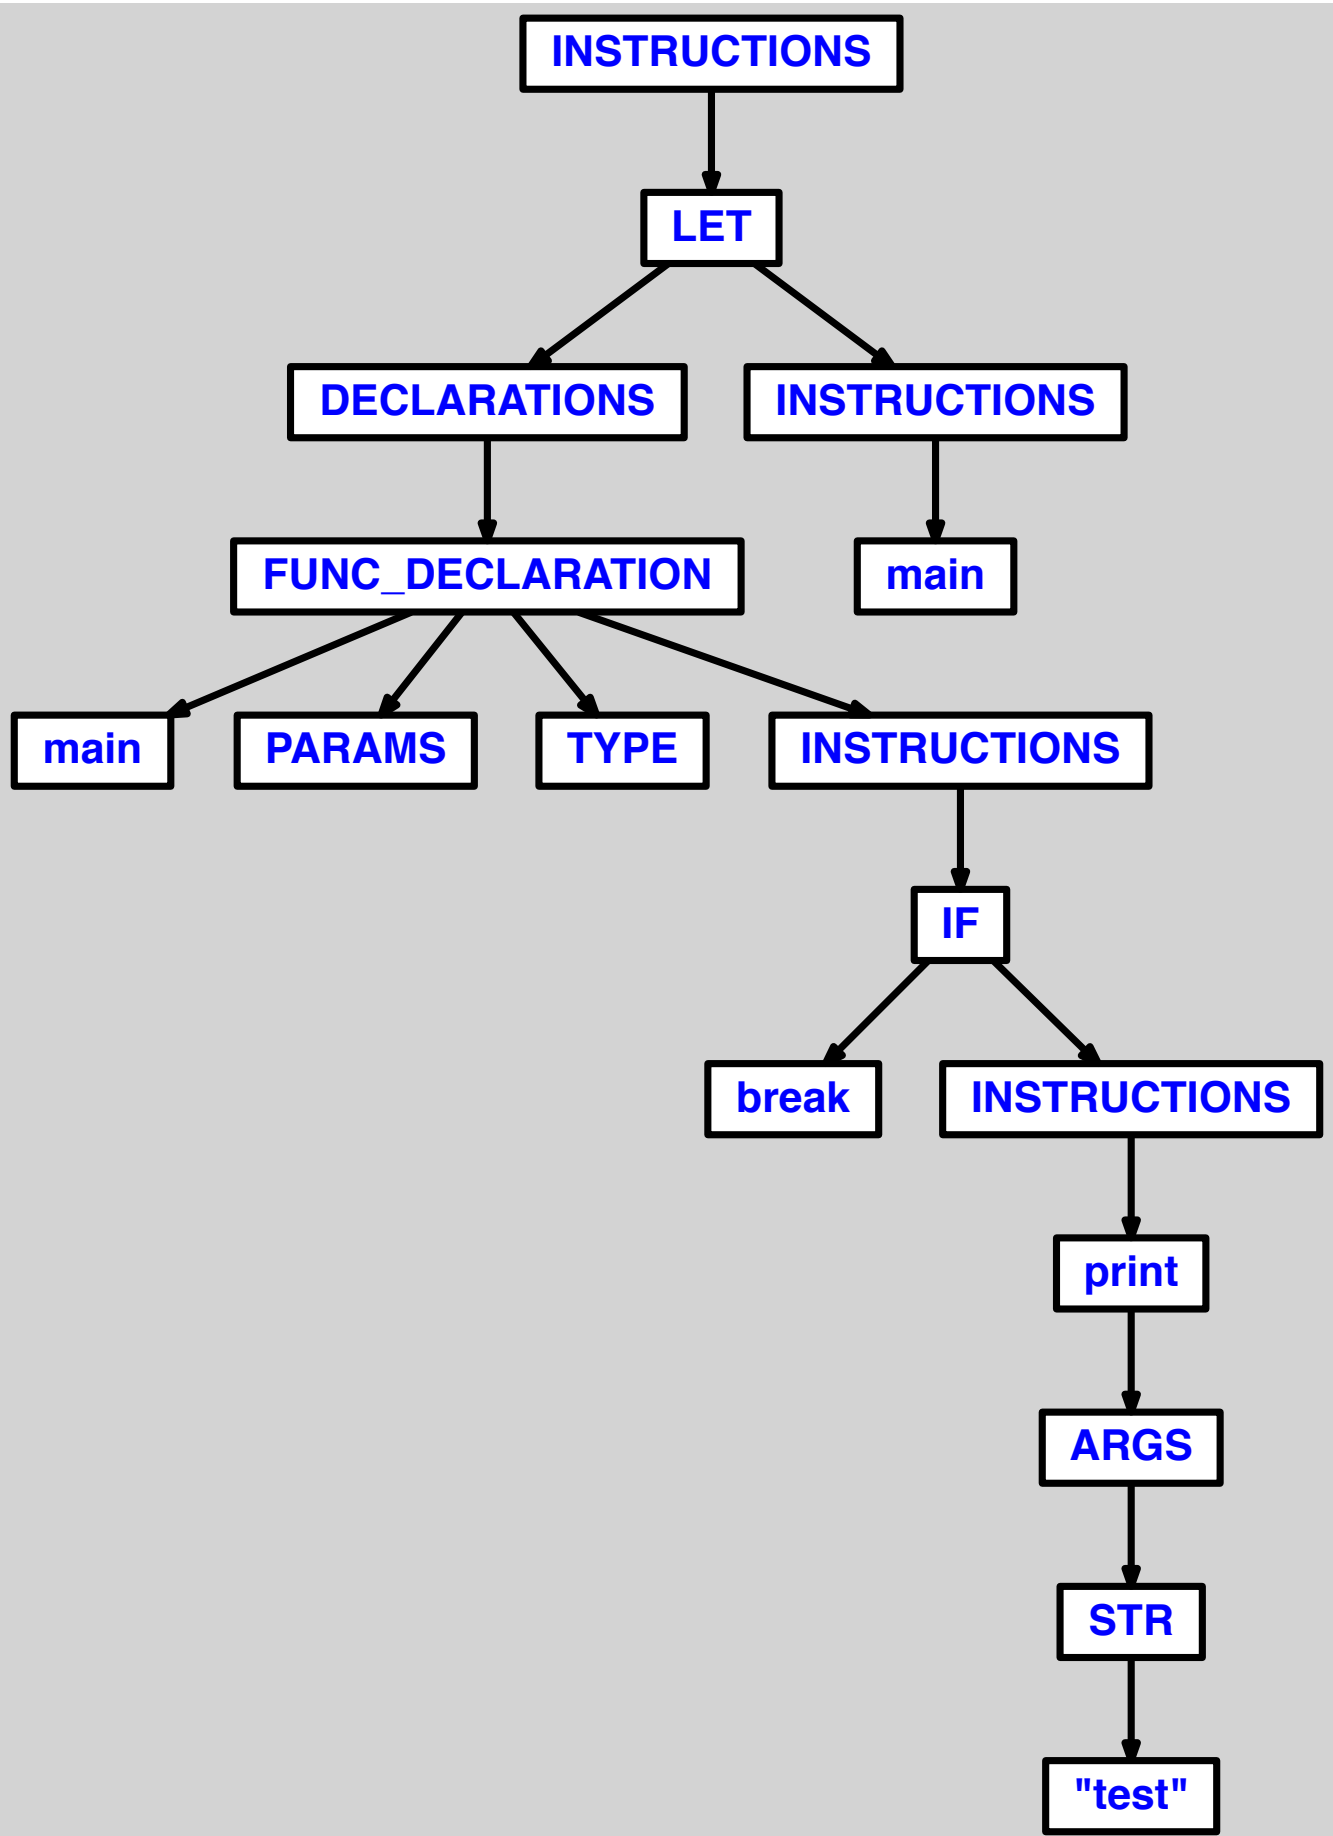 INSTRUCTIONS
LET
DECLARATIONS
INSTRUCTIONS
FUNC_DECLARATION
main
main
PARAMS
TYPE
INSTRUCTIONS
IF
break
INSTRUCTIONS
print
ARGS
STR
"test"